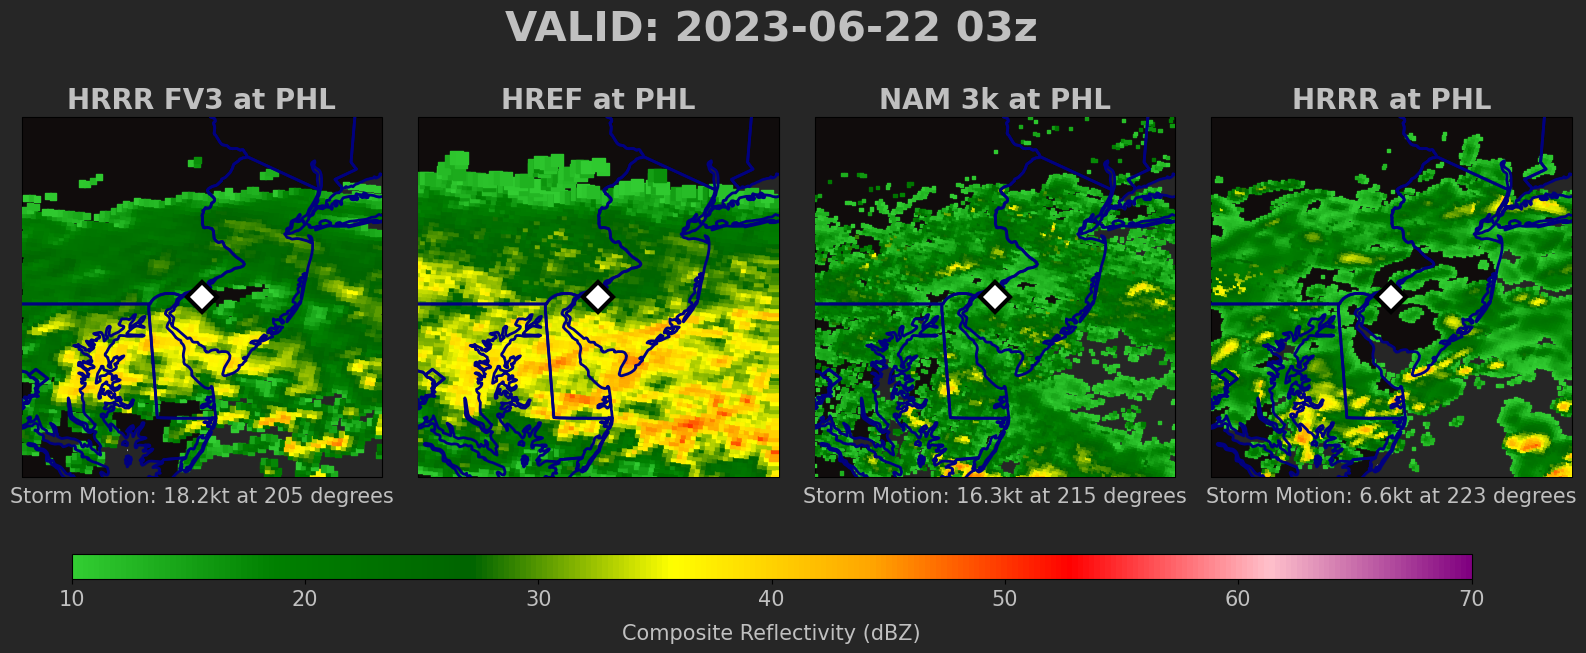 VALID: 2023-06-22 03z
HRRR FV3 at PHL
HREF at PHL
NAM 3k at PHL
HRRR at PHL
Storm Motion: 18.2kt at 205 degrees
Storm Motion: 16.3kt at 215 degrees
Storm Motion: 6.6kt at 223 degrees
10 20 30 40 50 60 70
Composite Reflectivity (dBZ)